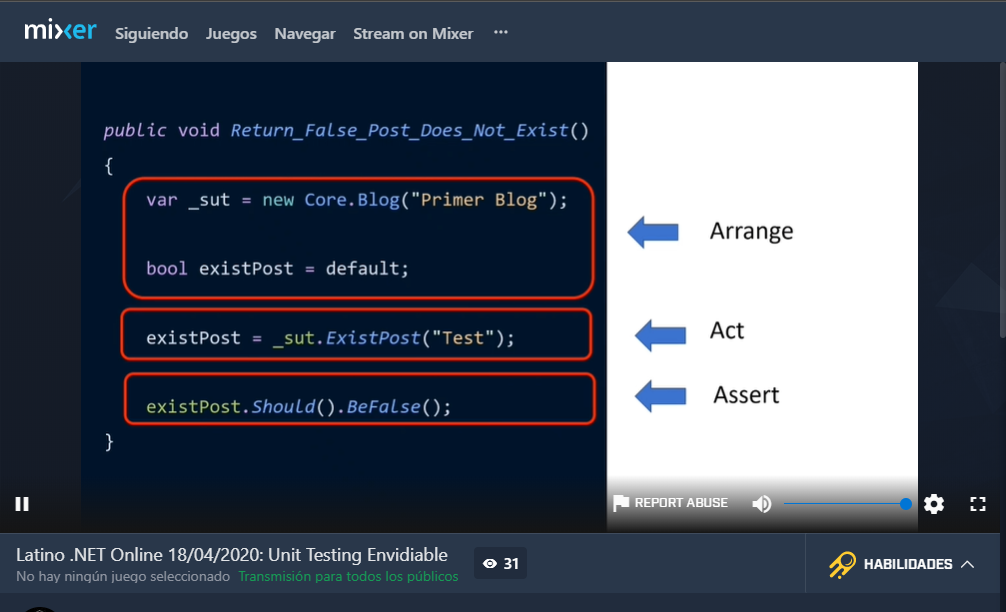 mixer Siguiendo Juegos Navegar Stream on Mixer ...
public void Return_False_Post_Does_Not_Exist()
{
var _sut = new Core.Blog("Primer Blog");
bool existPost = default;
Arrange
existPost = _sut.ExistPost("Test");
Act
existPost.Should().BeFalse();
Assert
}
REPORT ABUSE
Latino .NET Online 18/04/2020: Unit Testing Envidiable
31
No hay ningún juego seleccionado Transmisión para todos los públicos
HABILIDADES